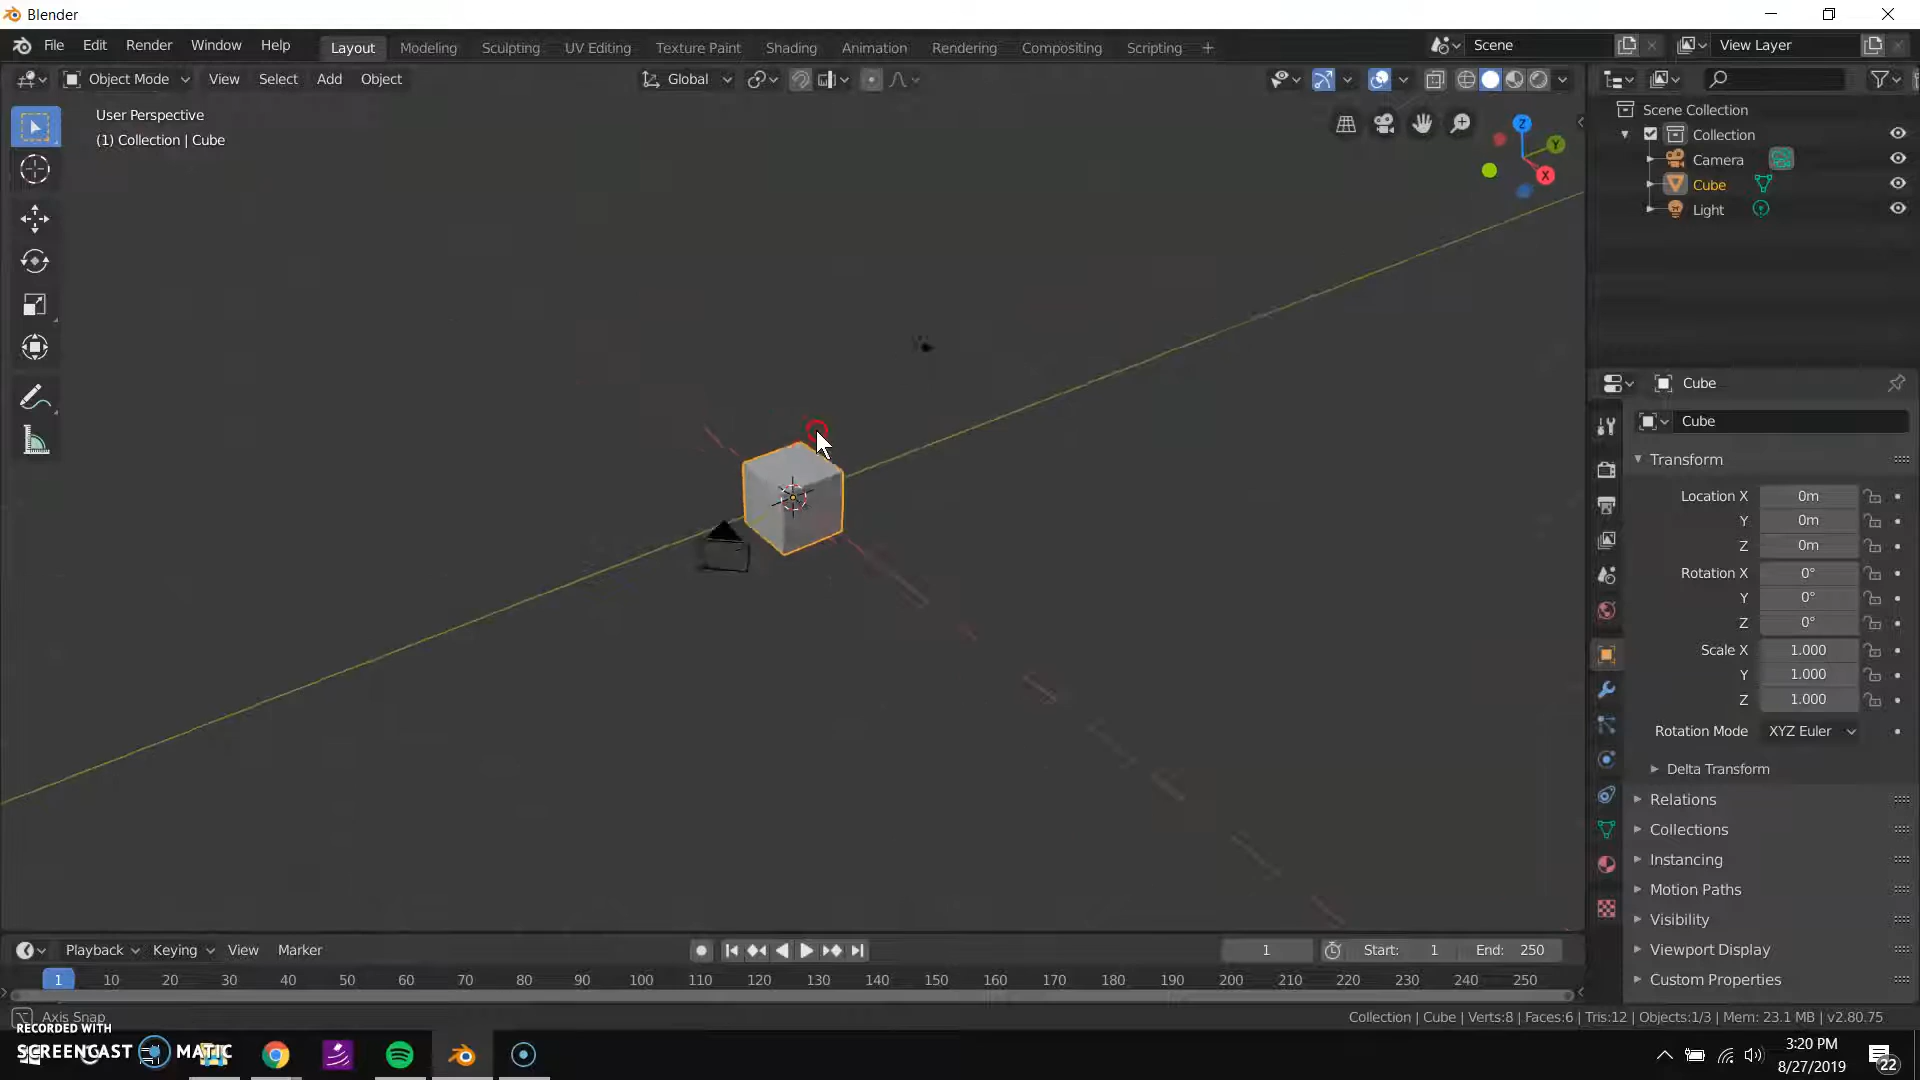 Blender
File Edit Render Window Help Layout Modeling Sculpting UV Editing Texture Paint Shading Animation Rendering Compositing Scripting + Scene View Layer
Object Mode View Select Add Object Global
User Perspective
(1) Collection | Cube
Z
Y
X
Scene Collection
Collection
Camera
Cube
Light
Cube
Cube
Transform
Location X 0m
Y 0m
Z 0m
Rotation X 0°
Y 0°
Z 0°
Scale X 1.000
Y 1.000
Z 1.000
Rotation Mode XYZ Euler
Delta Transform
Relations
Collections
Instancing
Motion Paths
Visibility
Viewport Display
Custom Properties
Playback Keying View Marker 1 Start: 1 End: 250
1 10 20 30 40 50 60 70 80 90 100 110 120 130 140 150 160 170 180 190 200 210 220 230 240 250
Axis Snap Collection | Cube | Verts:8 | Faces:6 | Tris:12 | Objects:1/3 | Mem: 23.1 MB | v2.80.75
RECORDED WITH
SCREENCAST MATIC
3:20 PM
8/27/2019
22